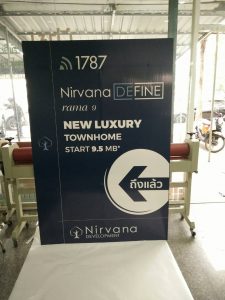 1787
Nirvana DEFINE
rama 9
NEW LUXURY
TOWNHOME
START 9.5 MB*
ถึงแล้ว
Nirvana
DEVELOPMENT